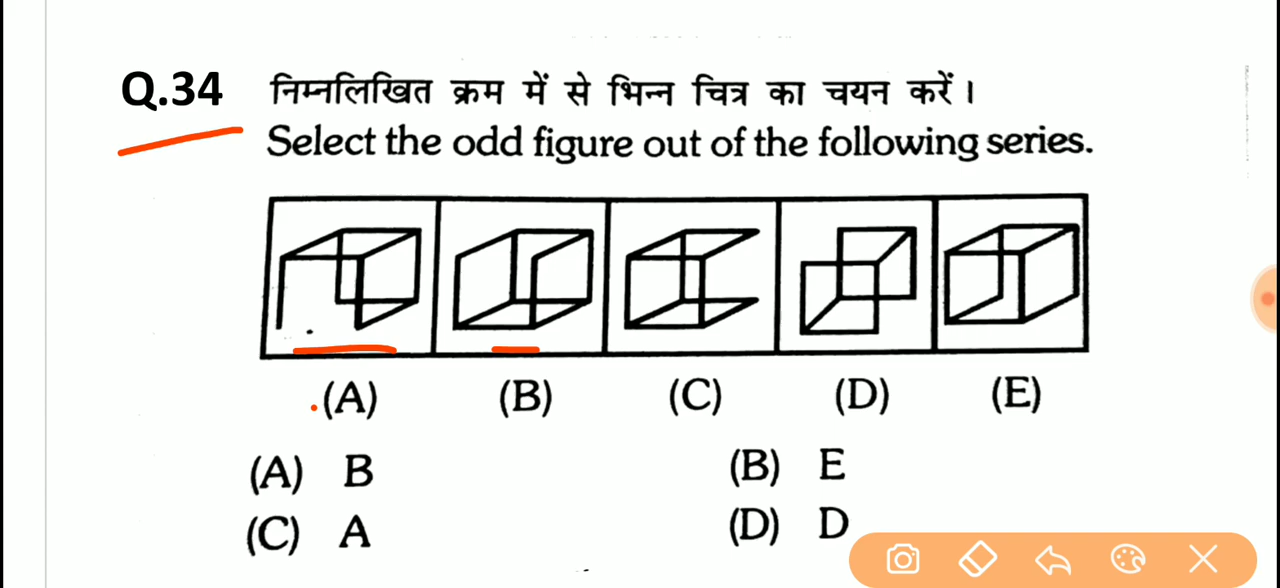 Q.34 निम्नलिखित क्रम में से भिन्न चित्र का चयन करें ।
Select the odd figure out of the following series.
(A) (B) (C) (D) (E)
(A) B (B) E
(C) A (D) D